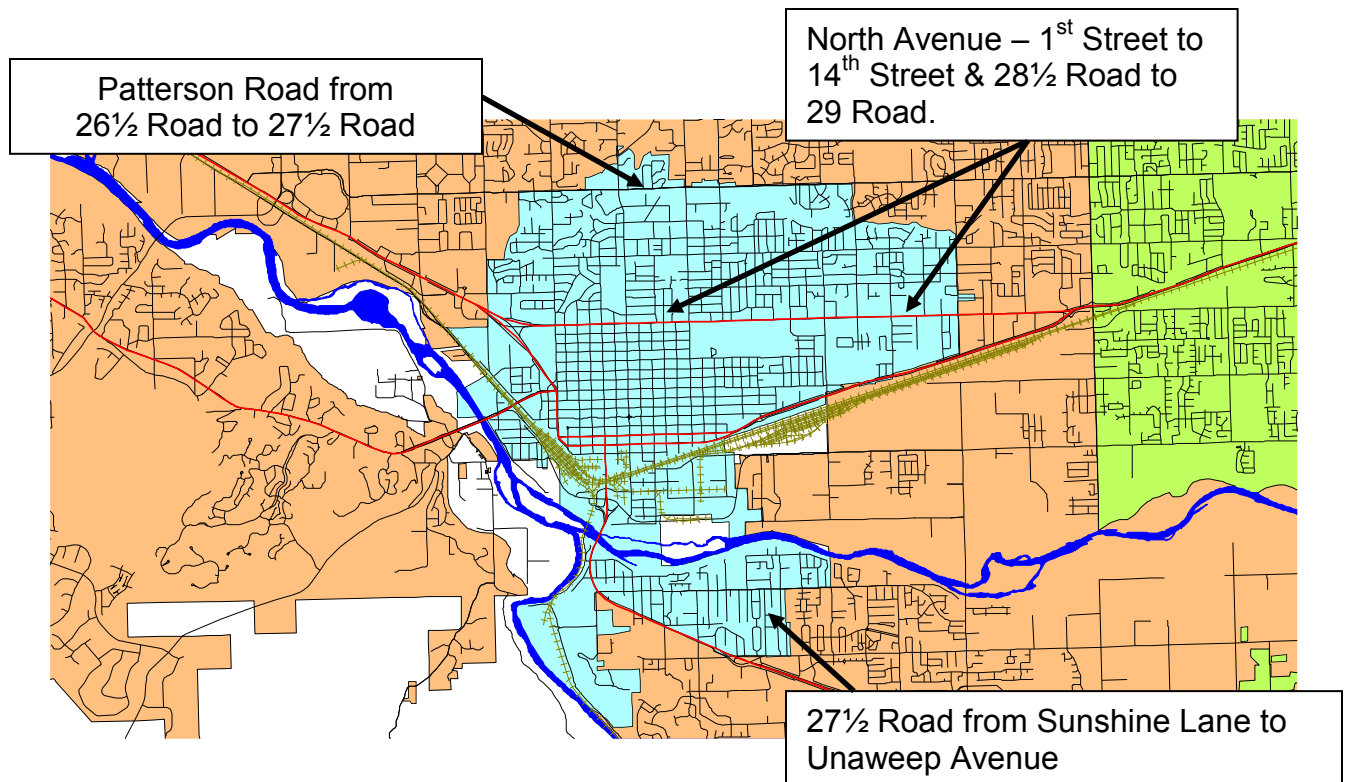 Patterson Road from
26½ Road to 27½ Road
North Avenue – 1st Street to
14th Street & 28½ Road to
29 Road.
27½ Road from Sunshine Lane to
Unaweep Avenue